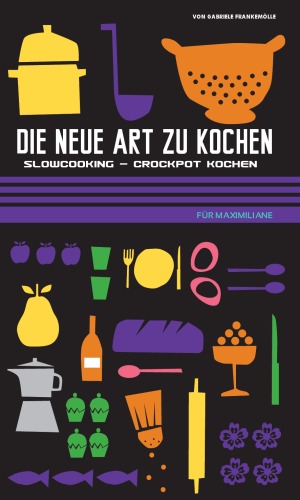 VON GABRIELE FRANKEMÖLLE
DIE NEUE ART ZU KOCHEN
SLOWCOOKING – CROCKPOT KOCHEN
FÜR MAXIMILIANE